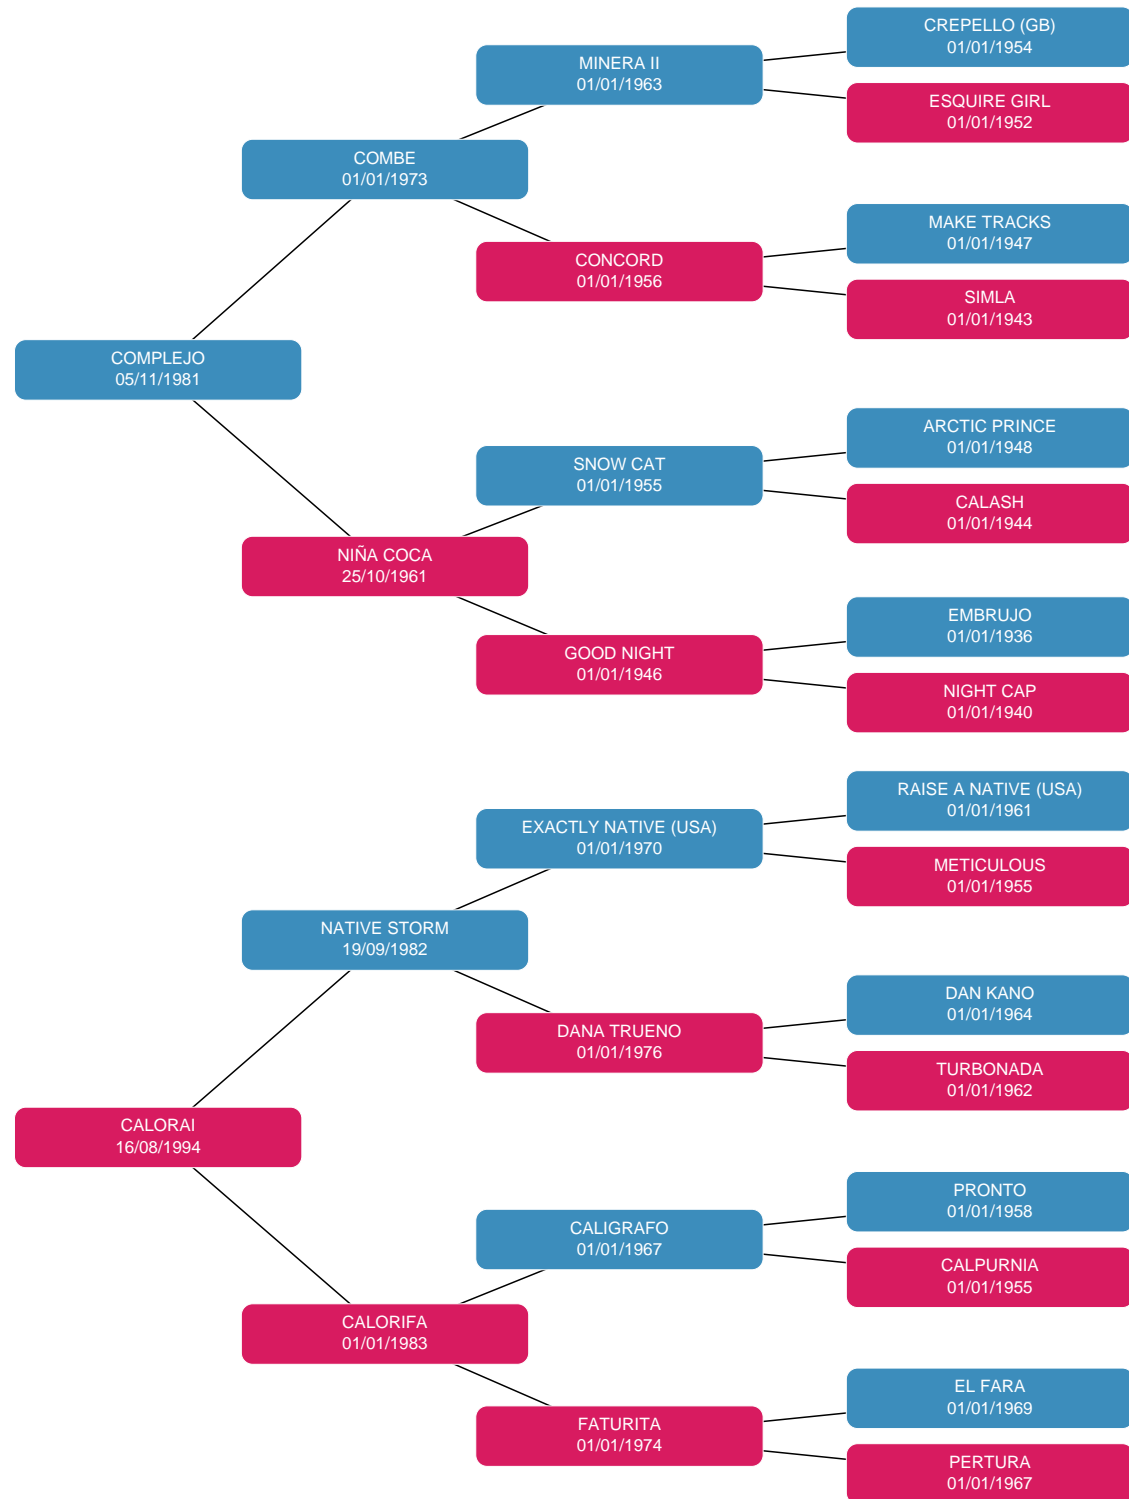 CREPELLO (GB)
01/01/1954
MINERA II
01/01/1963
ESQUIRE GIRL
01/01/1952
COMBE
01/01/1973
MAKE TRACKS
01/01/1947
CONCORD
01/01/1956
SIMLA
01/01/1943
COMPLEJO
05/11/1981
ARCTIC PRINCE
01/01/1948
SNOW CAT
01/01/1955
CALASH
01/01/1944
NIÑA COCA
25/10/1961
EMBRUJO
01/01/1936
GOOD NIGHT
01/01/1946
NIGHT CAP
01/01/1940
RAISE A NATIVE (USA)
01/01/1961
EXACTLY NATIVE (USA)
01/01/1970
METICULOUS
01/01/1955
NATIVE STORM
19/09/1982
DAN KANO
01/01/1964
DANA TRUENO
01/01/1976
TURBONADA
01/01/1962
CALORAI
16/08/1994
PRONTO
01/01/1958
CALIGRAFO
01/01/1967
CALPURNIA
01/01/1955
CALORIFA
01/01/1983
EL FARA
01/01/1969
FATURITA
01/01/1974
PERTURA
01/01/1967